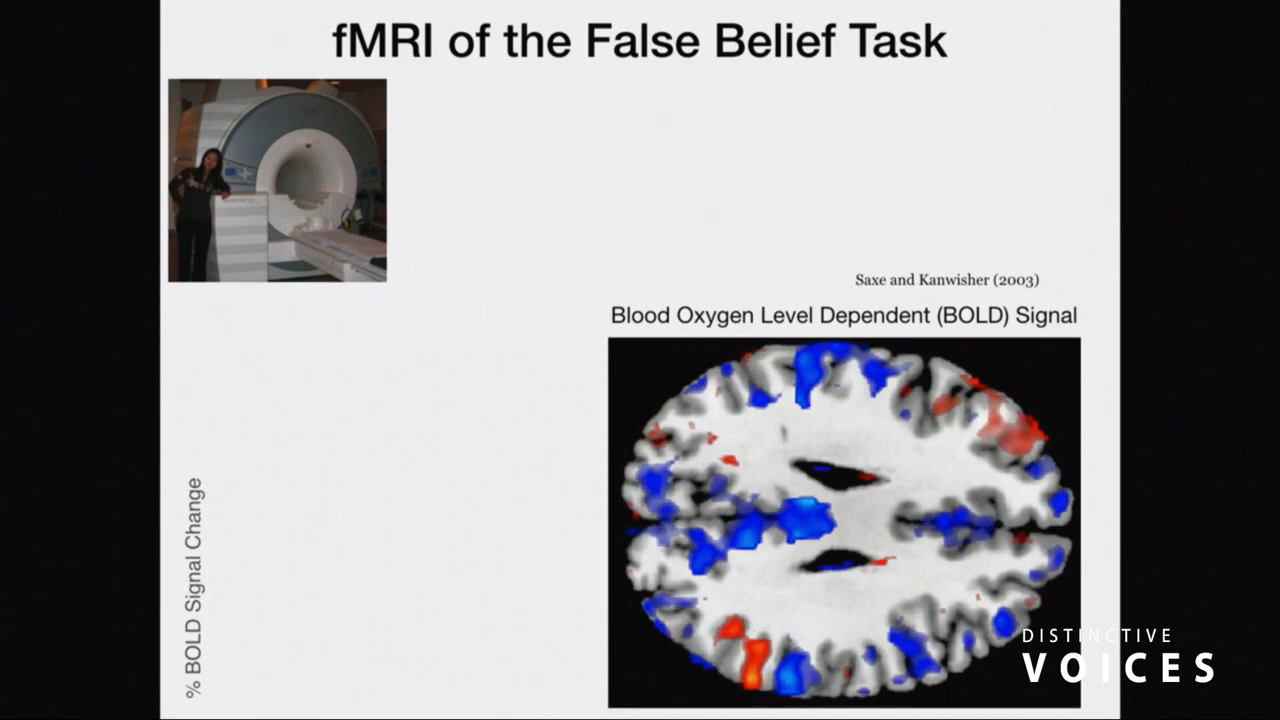 fMRI of the False Belief Task
Saxe and Kanwisher (2003)
Blood Oxygen Level Dependent (BOLD) Signal
% BOLD Signal Change
DISTINCTIVE
VOICES